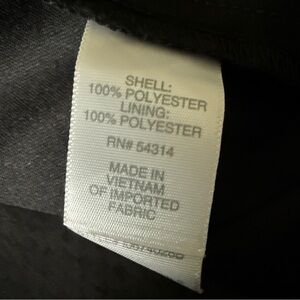 SHELL:
100% POLYESTER
LINING:
100% POLYESTER
RN# 54314
MADE IN
VIETNAM
OF IMPORTED
FABRIC